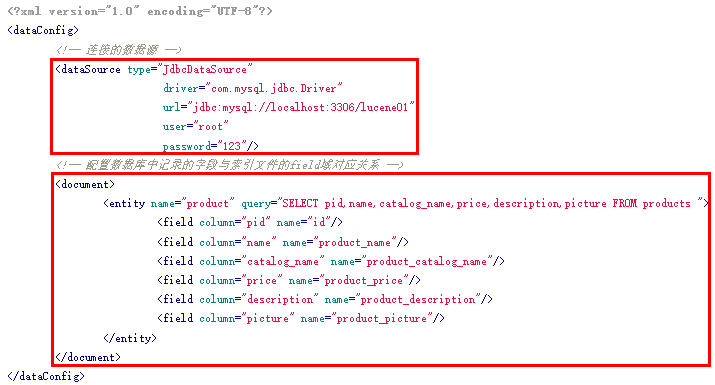 <?xml version="1.0" encoding="UTF-8"?>
<dataConfig>
<!-- 连接的数据源 -->
<dataSource type="JdbcDataSource"
driver="com.mysql.jdbc.Driver"
url="jdbc:mysql://localhost:3306/lucene01"
user="root"
password="123"/>
<!-- 配置数据库中记录的字段与索引文件的field域对应关系 -->
<document>
<entity name="product" query="SELECT pid,name,catalog_name,price,description,picture FROM products ">
<field column="pid" name="id"/>
<field column="name" name="product_name"/>
<field column="catalog_name" name="product_catalog_name"/>
<field column="price" name="product_price"/>
<field column="description" name="product_description"/>
<field column="picture" name="product_picture"/>
</entity>
</document>
</dataConfig>